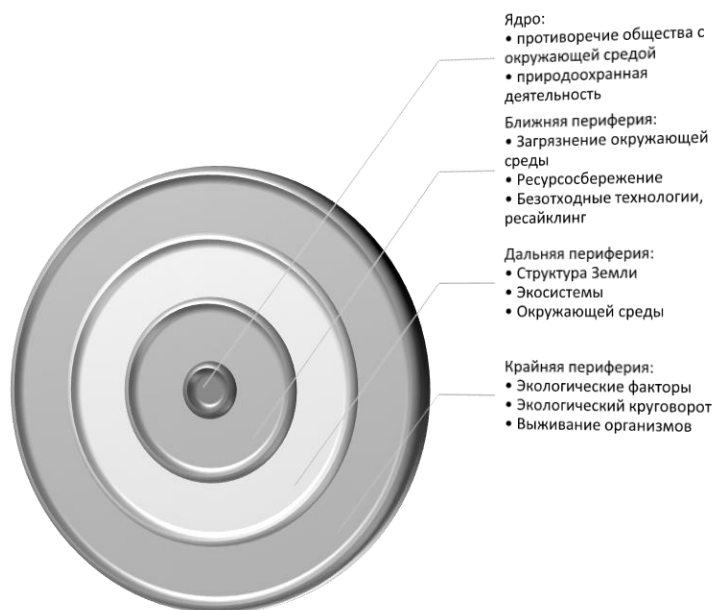 Ядро:
• противоречие общества с
окружающей средой
• природоохранная
деятельность
Ближняя периферия:
• Загрязнение окружающей
среды
• Ресурсосбережение
• Безотходные технологии,
ресайклинг
Дальняя периферия:
• Структура Земли
• Экосистемы
• Окружающей среды
Крайняя периферия:
• Экологические факторы
• Экологический круговорот
• Выживание организмов